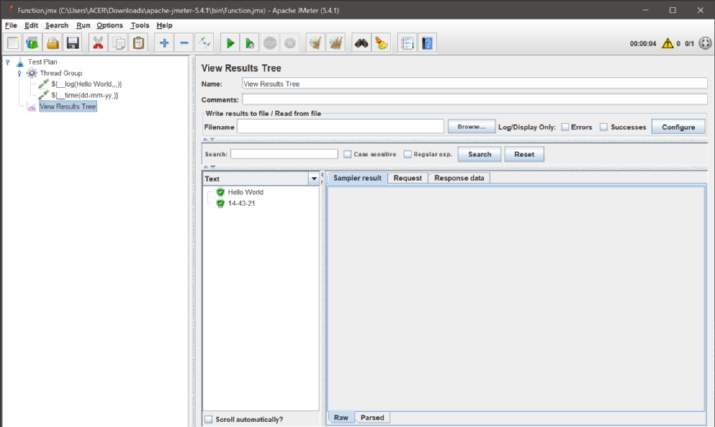 Function.jmx (C:\Users\ACER\Downloads\apache-jmeter-5.4.1\bin\Function.jmx) - Apache JMeter (5.4.1)
File Edit Search Run Options Tools Help
00:00:04 0 0/1
Test Plan
Thread Group
${__log(Hello World,,,)}
${__time(dd-mm-yy,)}
View Results Tree
View Results Tree
Name: View Results Tree
Comments:
Write results to file / Read from file
Filename Browse... Log/Display Only: Errors Successes Configure
Search: Case sensitive Regular exp. Search Reset
Text
Hello World
14-43-21
Scroll automatically?
Sampler result Request Response data
Raw Parsed